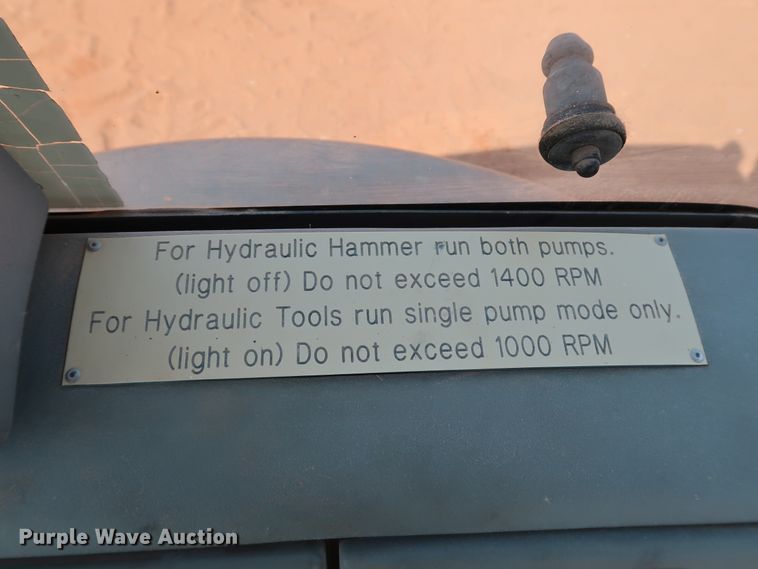 For Hydraulic Hammer run both pumps.
(light off) Do not exceed 1400 RPM
For Hydraulic Tools run single pump mode only.
(light on) Do not exceed 1000 RPM
Purple Wave Auction